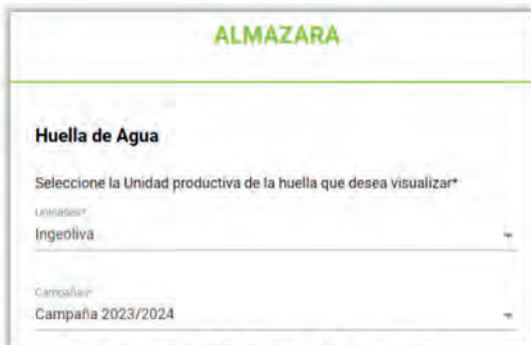 ALMAZARA
Huella de Agua
Seleccione la Unidad productiva de la huella que desea visualizar*
Unidades*
Ingeoliva
Campañas*
Campaña 2023/2024